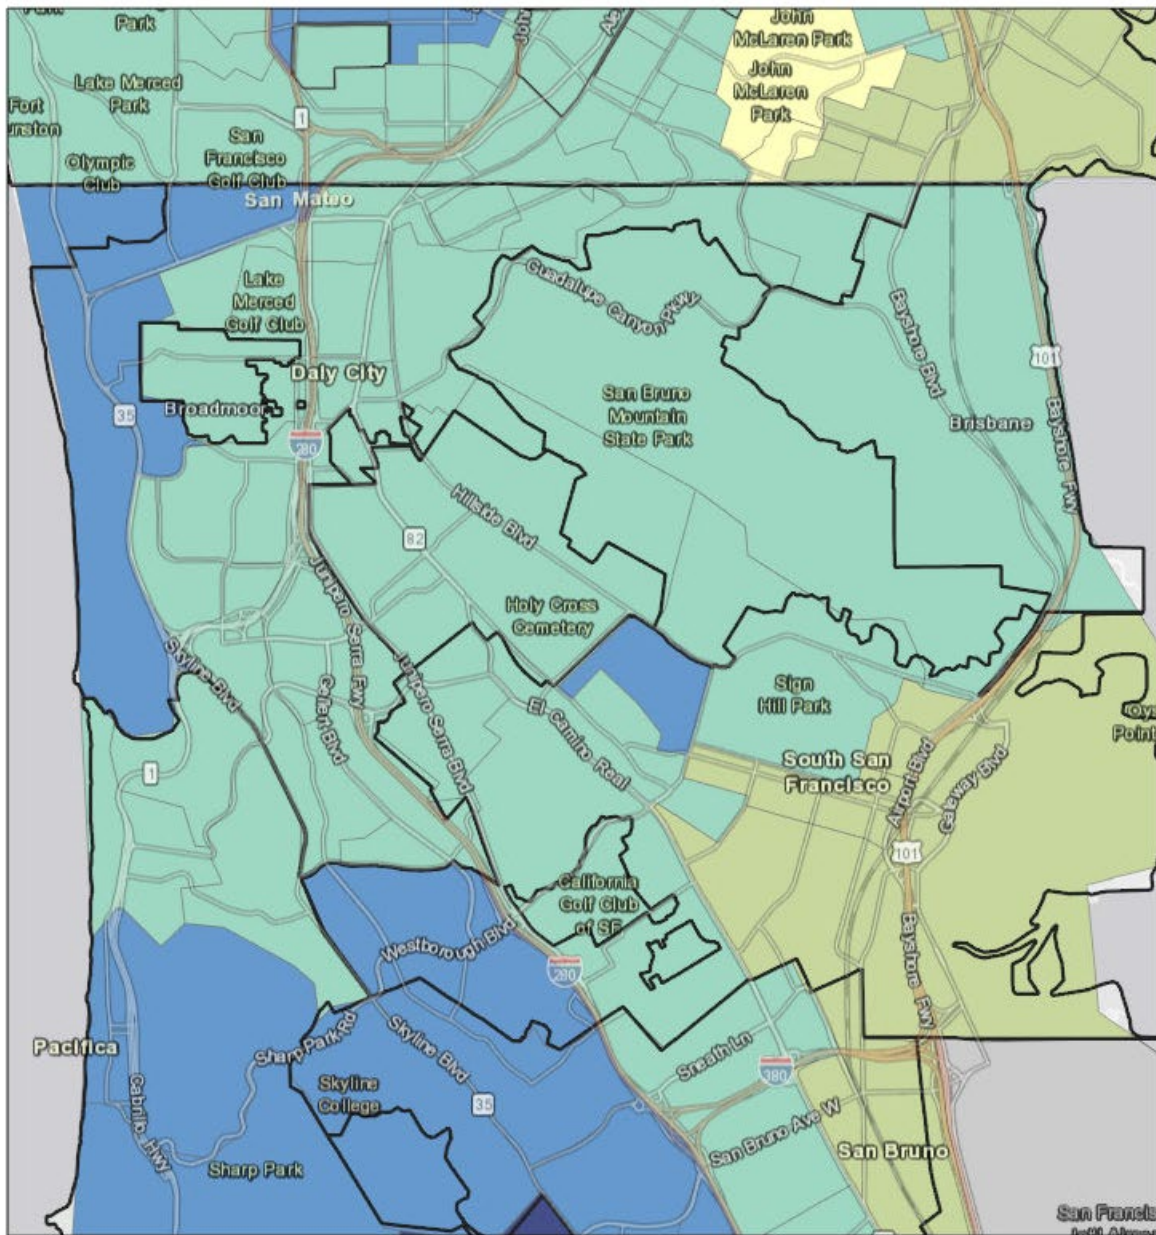 Park
Park
John
McLaren Park
John
McLaren
Park
Lake Merced
Park
Fort
unston
1
San
Francisco
Golf Club
Olympic
Club
San Mateo
Lake
Merced
Golf Club
Guadalupe Canyon Pkwy
Bayshore Blvd
101
Daly City
San Bruno
Mountain
State Park
Broadmoor
35
280
Brisbane
Bayshore Fwy
Hillside Blvd
82
Junipero Serra Fwy
Holy Cross
Cemetery
Skyline Blvd
Callan Blvd
Junipero Serra Blvd
El Camino Real
Sign
Hill Park
Oys
Point
1
South San
Francisco
Airport Blvd
Gateway Blvd
101
California
Golf Club
of SF
Westborough Blvd
280
Bayshore Fwy
Pacifica
Sharp Park Rd
Skyline Blvd
Sneath Ln
380
Skyline
College
35
Cabrillo Hwy
San Bruno Ave W
San Bruno
Sharp Park
San Francis